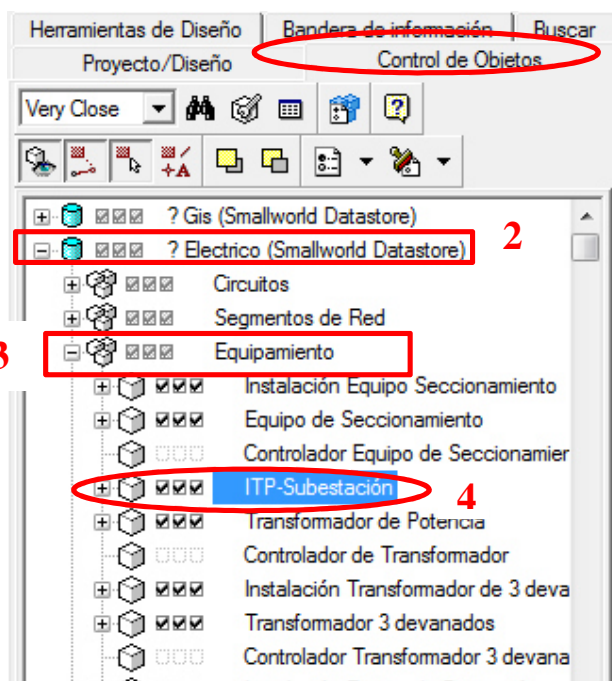 Herramientas de Diseño Bandera de información Buscar
Proyecto/Diseño Control de Objetos
Very Close
? Gis (Smallworld Datastore)
? Electrico (Smallworld Datastore) 2
Circuitos
Segmentos de Red
3 Equipamiento
Instalación Equipo Seccionamiento
Equipo de Seccionamiento
Controlador Equipo de Seccionamier
ITP-Subestación 4
Transformador de Potencia
Controlador de Transformador
Instalación Transformador de 3 deva
Transformador 3 devanados
Controlador Transformador 3 devana